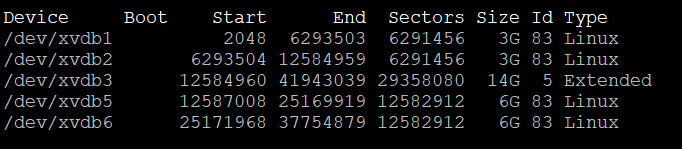 Device     Boot    Start      End  Sectors Size Id Type
/dev/xvdb1          2048  6293503  6291456   3G 83 Linux
/dev/xvdb2       6293504 12584959  6291456   3G 83 Linux
/dev/xvdb3      12584960 41943039 29358080  14G  5 Extended
/dev/xvdb5      12587008 25169919 12582912   6G 83 Linux
/dev/xvdb6      25171968 37754879 12582912   6G 83 Linux